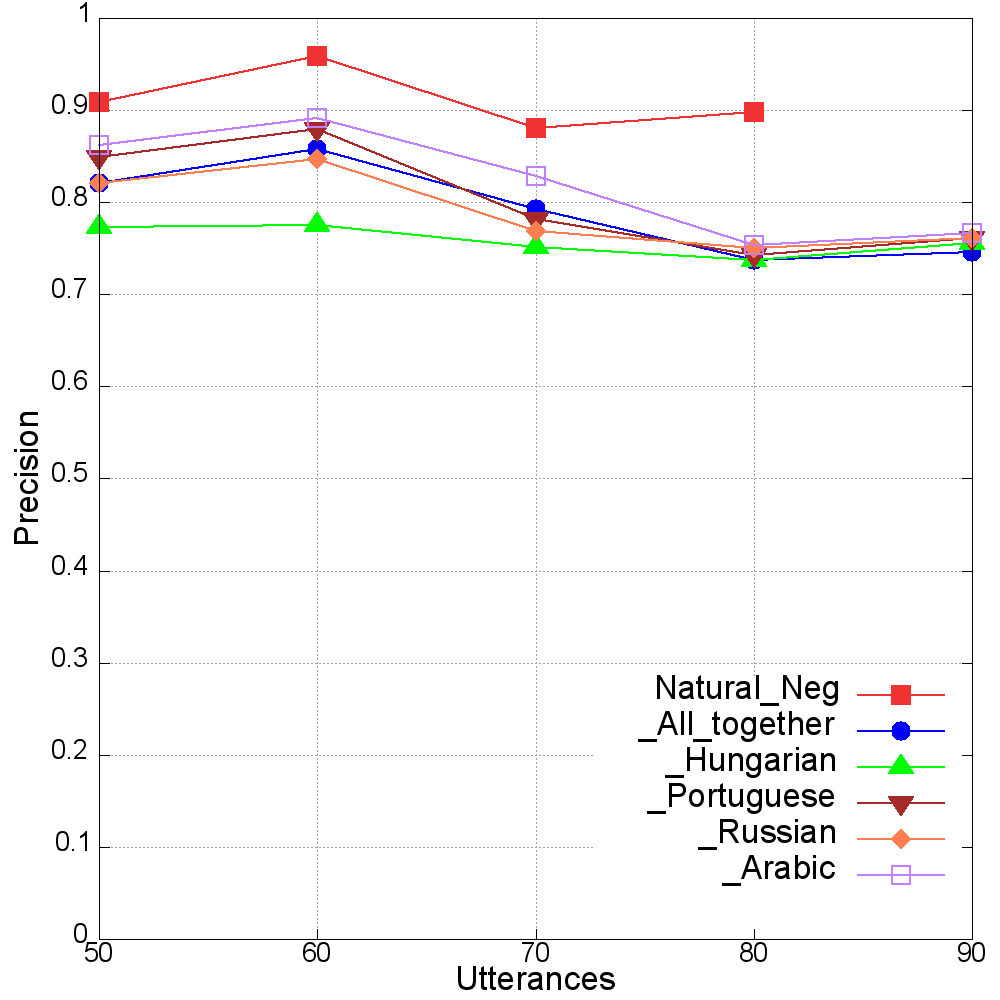 1
0.9
0.8
0.7
0.6
0.5
0.4
0.3
0.2
0.1
0
Precision
50 60 70 80 90
Utterances
Natural_Neg
_All_together
_Hungarian
_Portuguese
_Russian
_Arabic